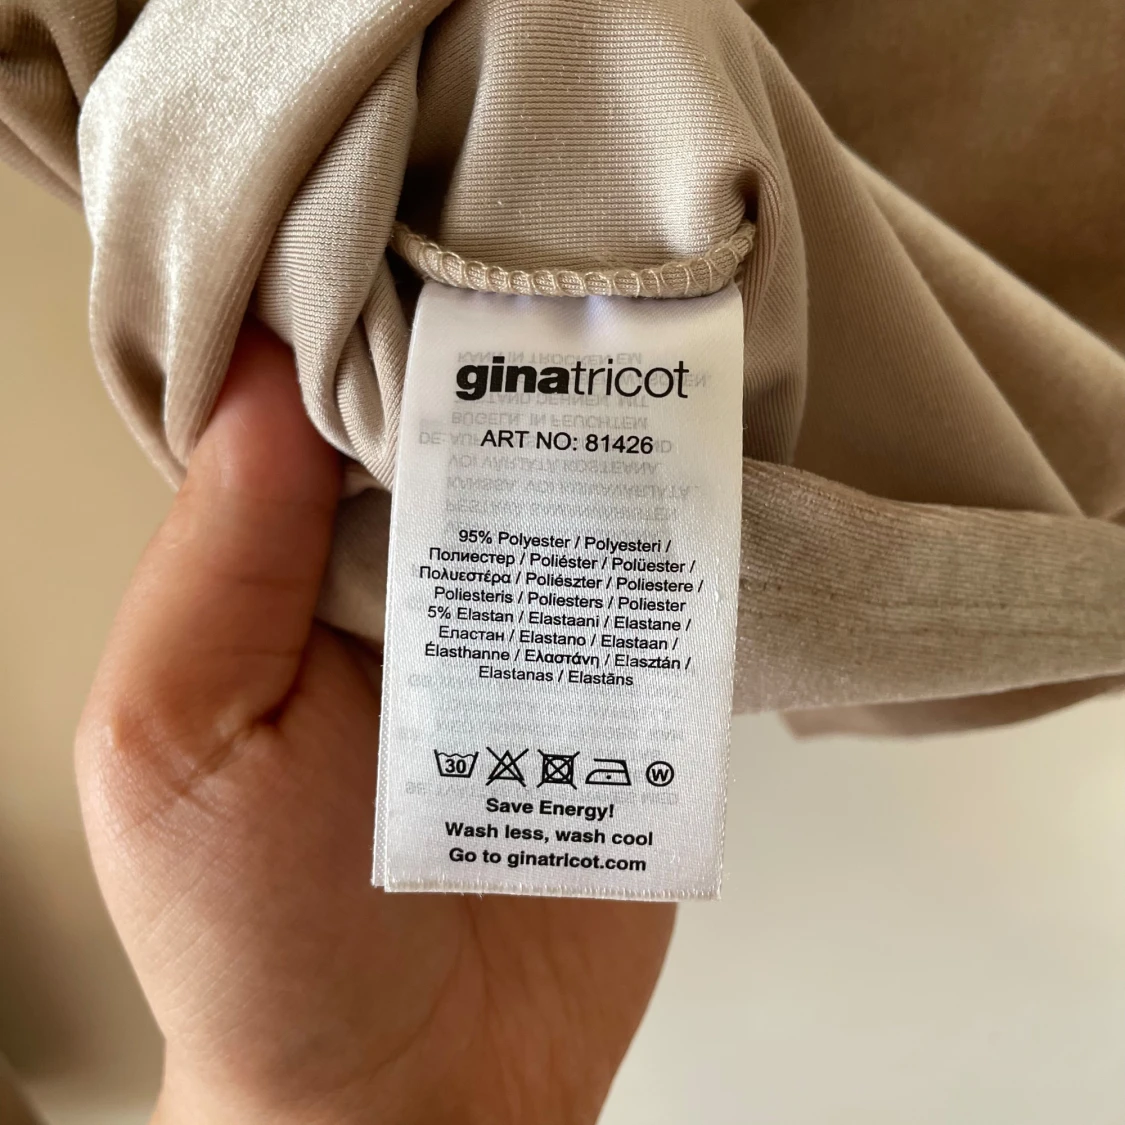 ginatricot
ART NO: 81426
95% Polyester / Polyesteri /
Полиестер / Poliéster / Polüester /
Πολυεστέρα / Poliészter / Poliestere /
Poliesteris / Poliesters / Poliester
5% Elastan / Elastaani / Elastane /
Еластан / Elastano / Elastaan /
Élasthanne / Ελαστάνη / Elasztán /
Elastanas / Elastāns
30
W
Save Energy!
Wash less, wash cool
Go to ginatricot.com